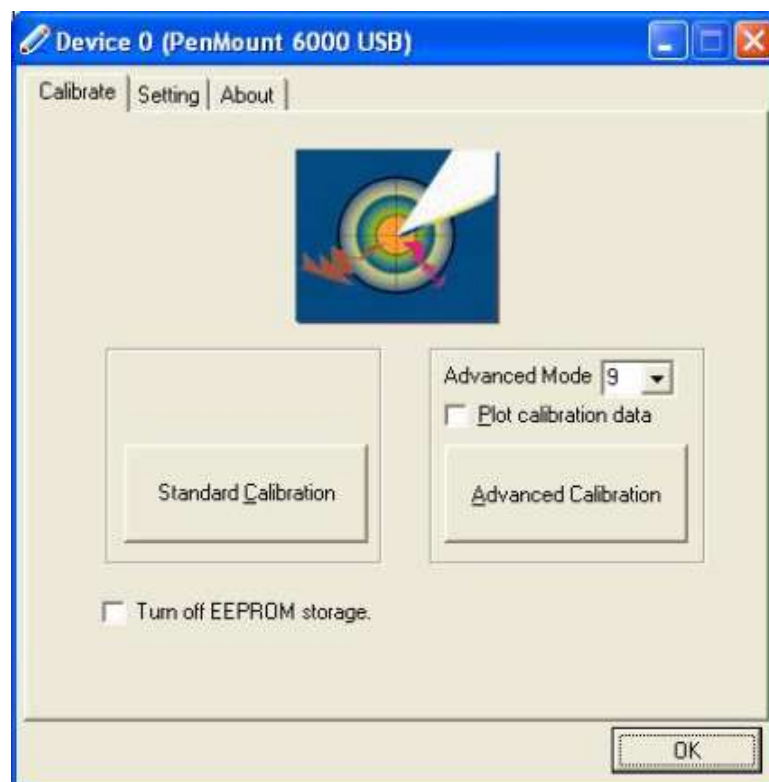 Device 0 (PenMount 6000 USB)
Calibrate Setting About
Advanced Mode 9
Plot calibration data
Standard Calibration
Advanced Calibration
Turn off EEPROM storage.
OK